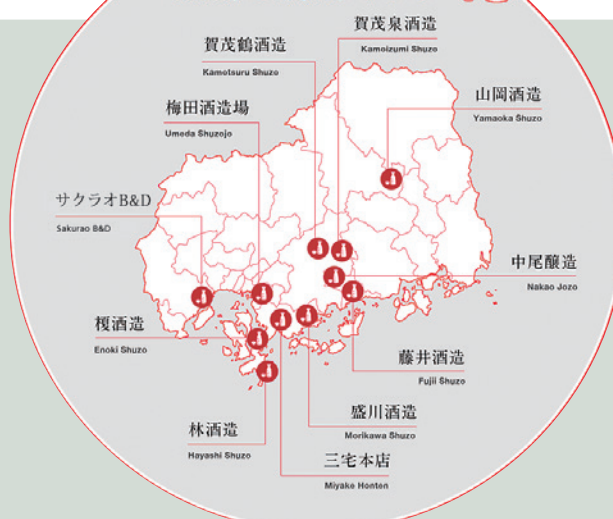 賀茂泉酒造
Kamoizumi Shuzo
賀茂鶴酒造
Kamotsuru Shuzo
山岡酒造
Yamaoka Shuzo
梅田酒造場
Umeda Shuzojo
サクラオB&D
Sakurao B&D
中尾醸造
Nakao Jozo
榎酒造
Enoki Shuzo
藤井酒造
Fujii Shuzo
盛川酒造
Morikawa Shuzo
林酒造
Hayashi Shuzo
三宅本店
Miyake Honten